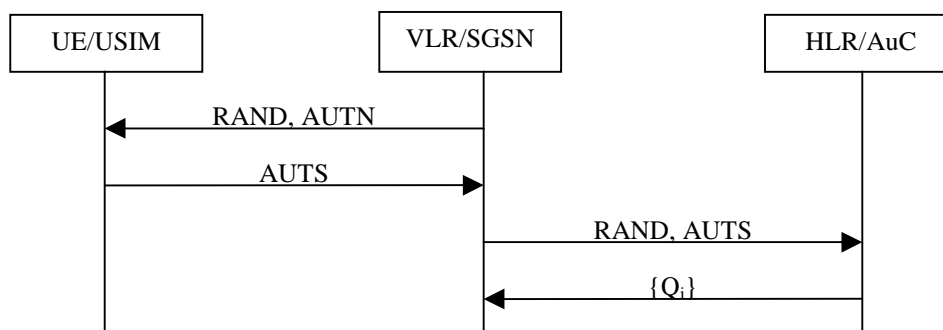 UE/USIM
VLR/SGSN
HLR/AuC
RAND, AUTN
AUTS
RAND, AUTS
{Qᵢ}